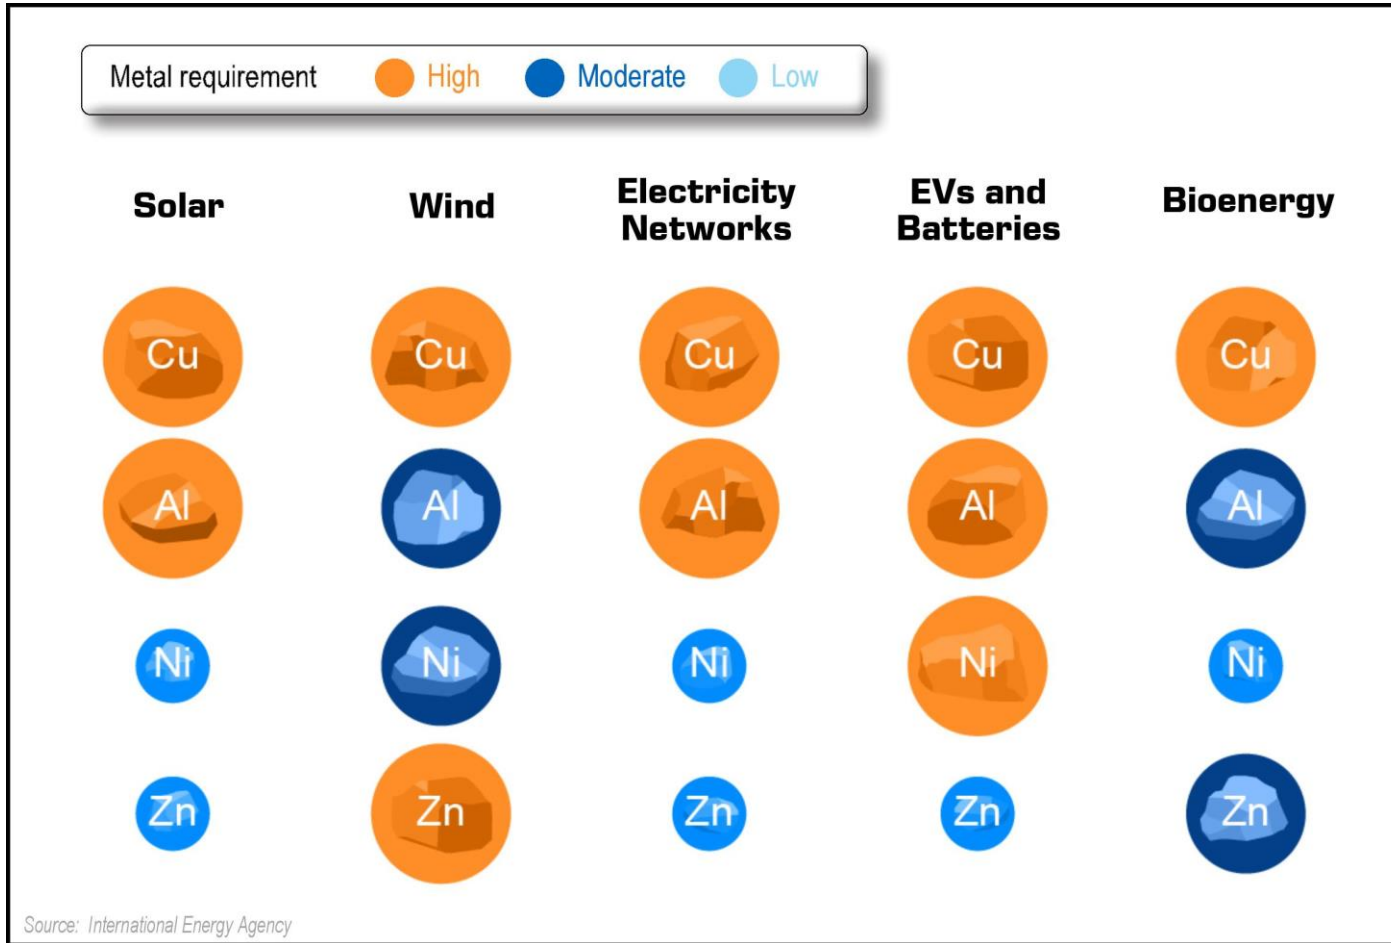 Metal requirement High Moderate Low
Solar Wind Electricity Networks EVs and Batteries Bioenergy
Cu Cu Cu Cu Cu
Al Al Al Al Al
Ni Ni Ni Ni Ni
Zn Zn Zn Zn Zn
Source: International Energy Agency